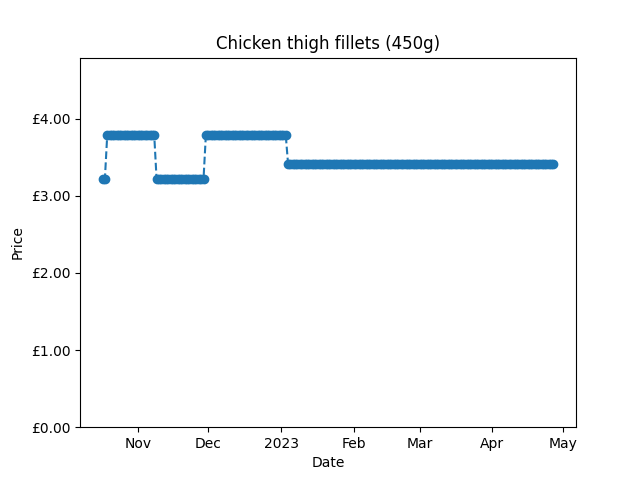 Chicken thigh fillets (450g)
£4.00
£3.00
£2.00
£1.00
£0.00
Price
Nov Dec 2023 Feb Mar Apr May
Date